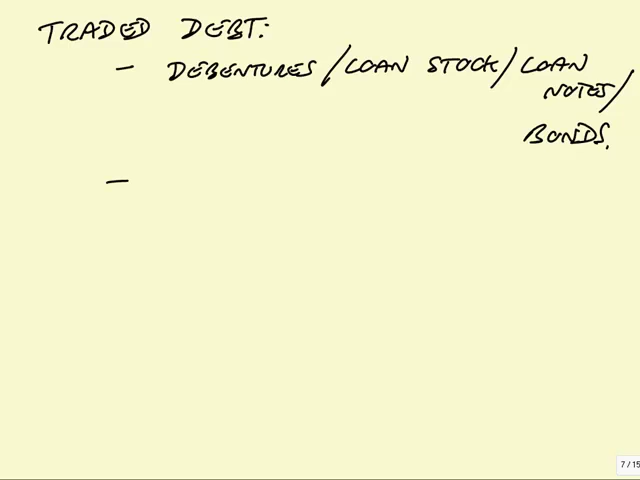 TRADED DEBT:
– DEBENTURES / LOAN STOCK / LOAN
NOTES /
BONDS.
–
7 / 15